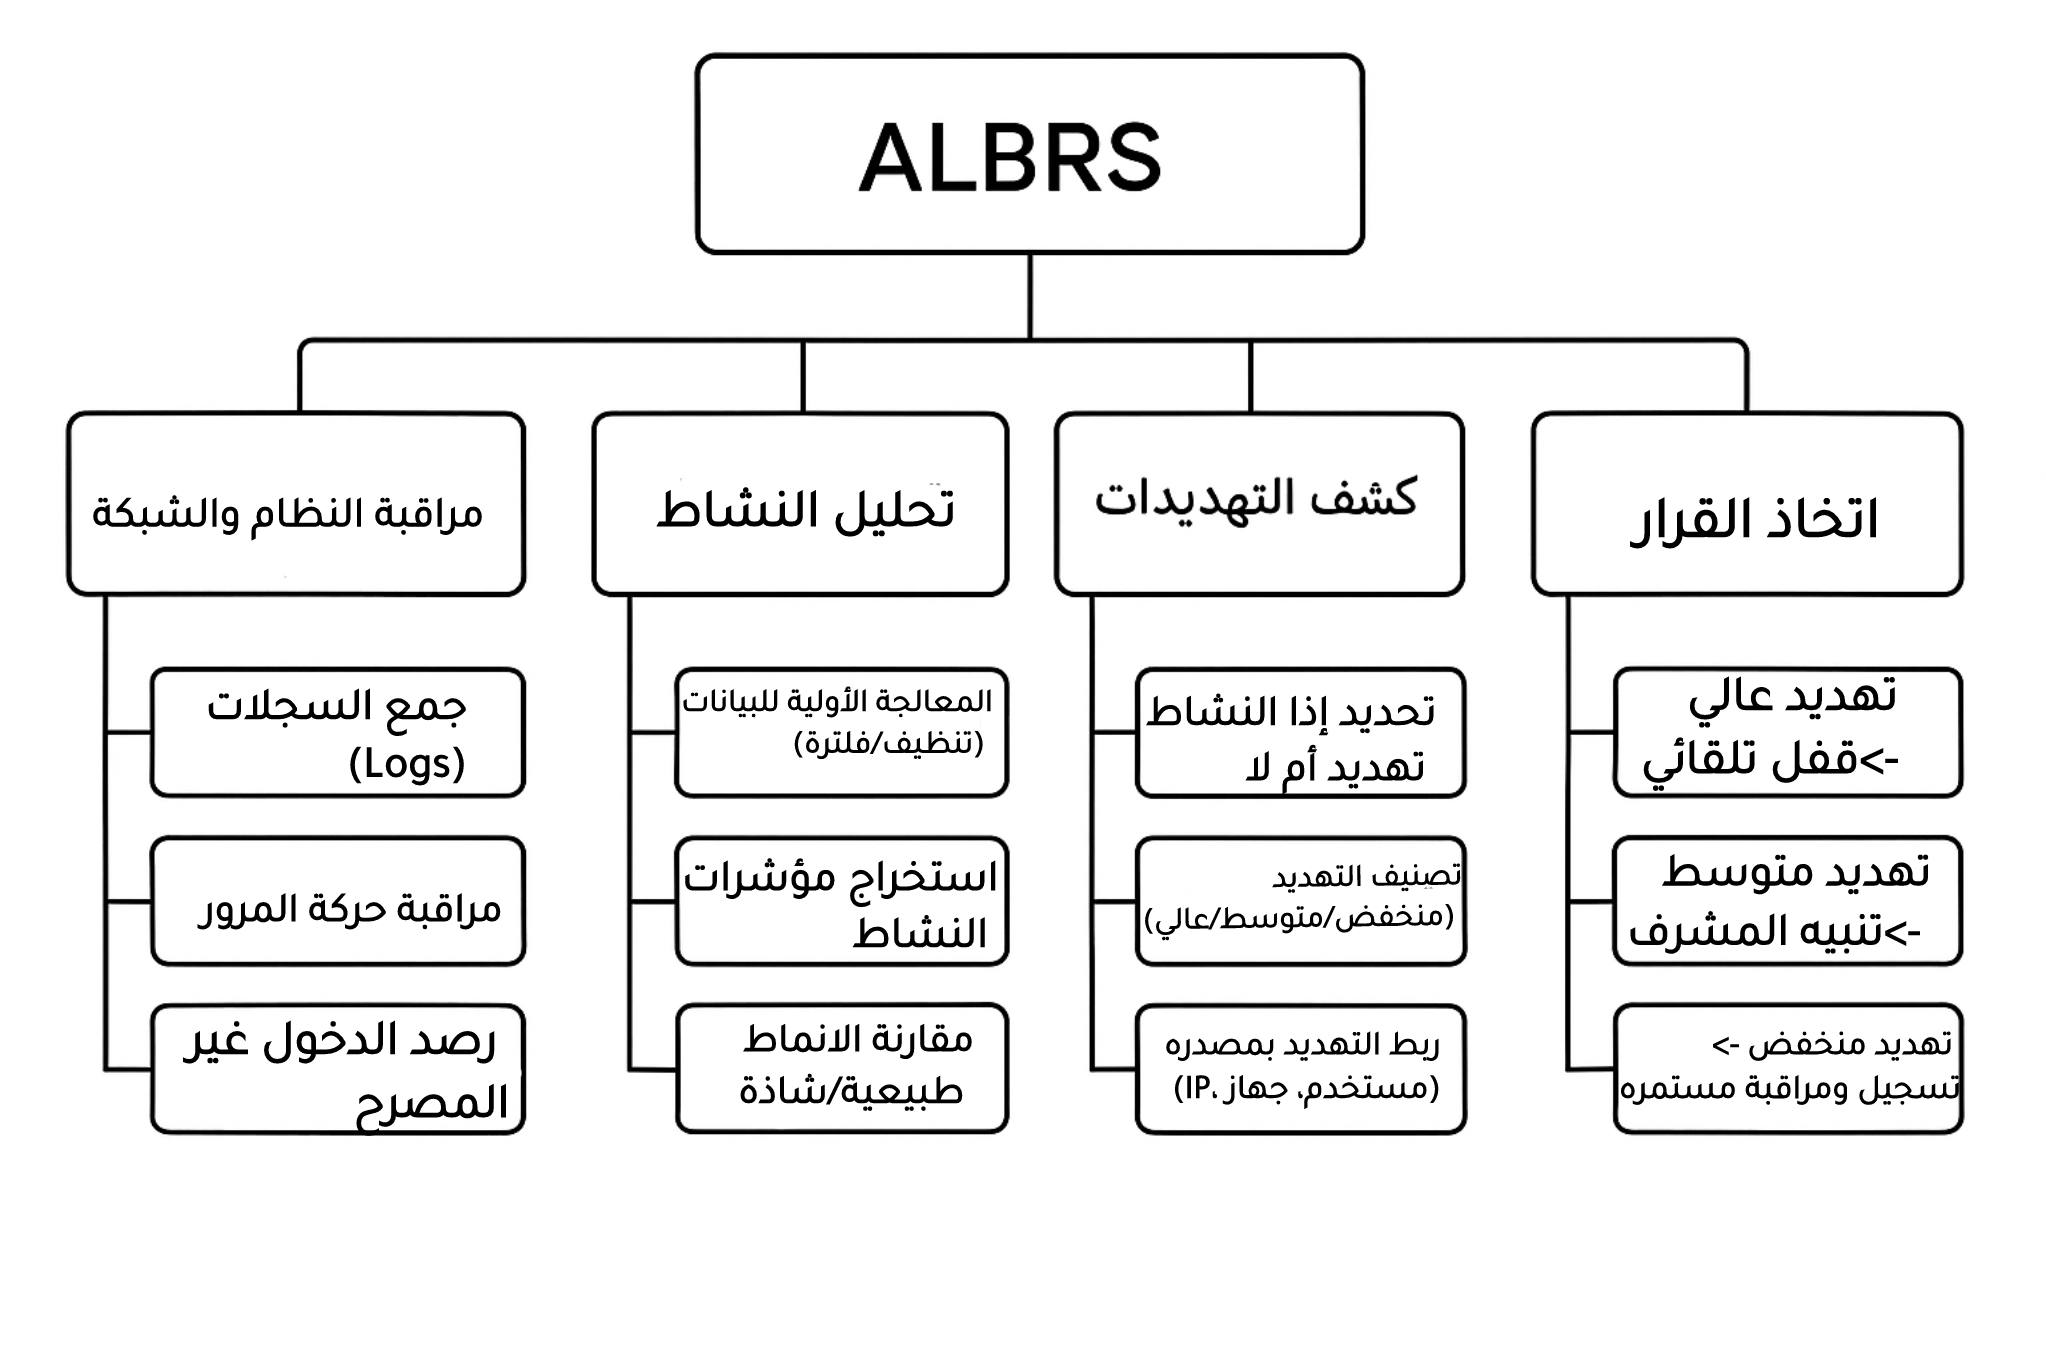 ALBRS
مراقبة النظام والشبكة
جمع السجلات
(Logs)
مراقبة حركة المرور
رصد الدخول غير
المصرح
تحليل النشاط
المعالجة الأولية للبيانات
(تنظيف/فلترة)
استخراج مؤشرات
النشاط
مقارنة الانماط
طبيعية/شاذة
كشف التهديدات
تحديد إذا النشاط
تهديد أم لا
تصنيف التهديد
(منخفض/متوسط/عالي)
ربط التهديد بمصدره
(مستخدم، جهاز ،IP)
اتخاذ القرار
تهديد عالي
->قفل تلقائي
تهديد متوسط
->تنبيه المشرف
تهديد منخفض ->
تسجيل ومراقبة مستمره